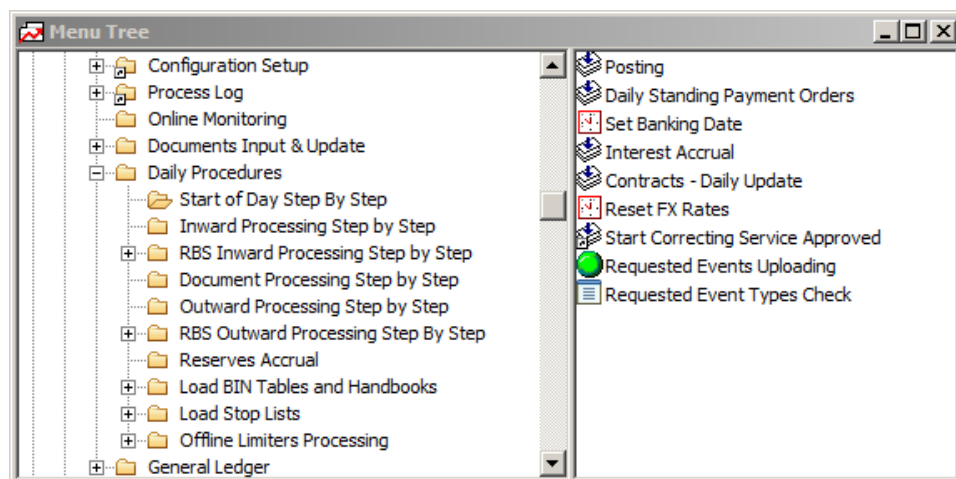 Menu Tree
Configuration Setup
Process Log
Online Monitoring
Documents Input & Update
Daily Procedures
Start of Day Step By Step
Inward Processing Step by Step
RBS Inward Processing Step by Step
Document Processing Step by Step
Outward Processing Step by Step
RBS Outward Processing Step By Step
Reserves Accrual
Load BIN Tables and Handbooks
Load Stop Lists
Offline Limiters Processing
General Ledger
Posting
Daily Standing Payment Orders
Set Banking Date
Interest Accrual
Contracts - Daily Update
Reset FX Rates
Start Correcting Service Approved
Requested Events Uploading
Requested Event Types Check